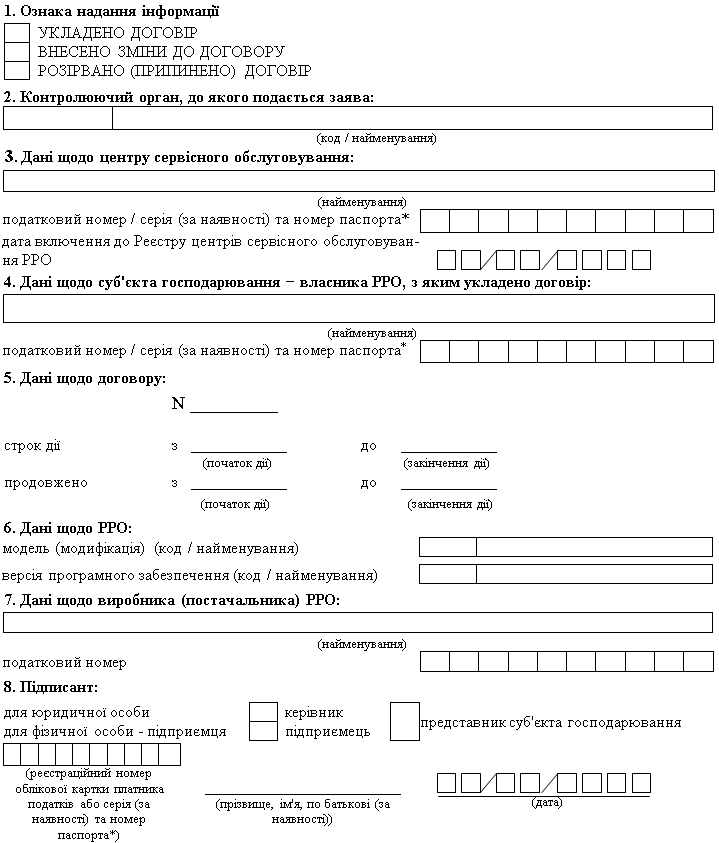 1. Ознака надання інформації
УКЛАДЕНО ДОГОВІР
ВНЕСЕНО ЗМІНИ ДО ДОГОВОРУ
РОЗІРВАНО (ПРИПИНЕНО) ДОГОВІР
2. Контролюючий орган, до якого подається заява:
(код / найменування)
3. Дані щодо центру сервісного обслуговування:
(найменування)
податковий номер / серія (за наявності) та номер паспорта*
дата включення до Реєстру центрів сервісного обслуговуван-
ня РРО
4. Дані щодо суб'єкта господарювання – власника РРО, з яким укладено договір:
(найменування)
податковий номер / серія (за наявності) та номер паспорта*
5. Дані щодо договору:
N ___________
строк дії з ____________ до ____________
(початок дії) (закінчення дії)
продовжено з ____________ до ____________
(початок дії) (закінчення дії)
6. Дані щодо РРО:
модель (модифікація) (код / найменування)
версія програмного забезпечення (код / найменування)
7. Дані щодо виробника (постачальника) РРО:
(найменування)
податковий номер
8. Підписант:
для юридичної особи керівник
представник суб'єкта господарювання
для фізичної особи - підприємця підприємець
(реєстраційний номер
облікової картки платника
податків або серія (за
наявності) та номер
паспорта*)
(прізвище, ім'я, по батькові (за
наявності))
(дата)